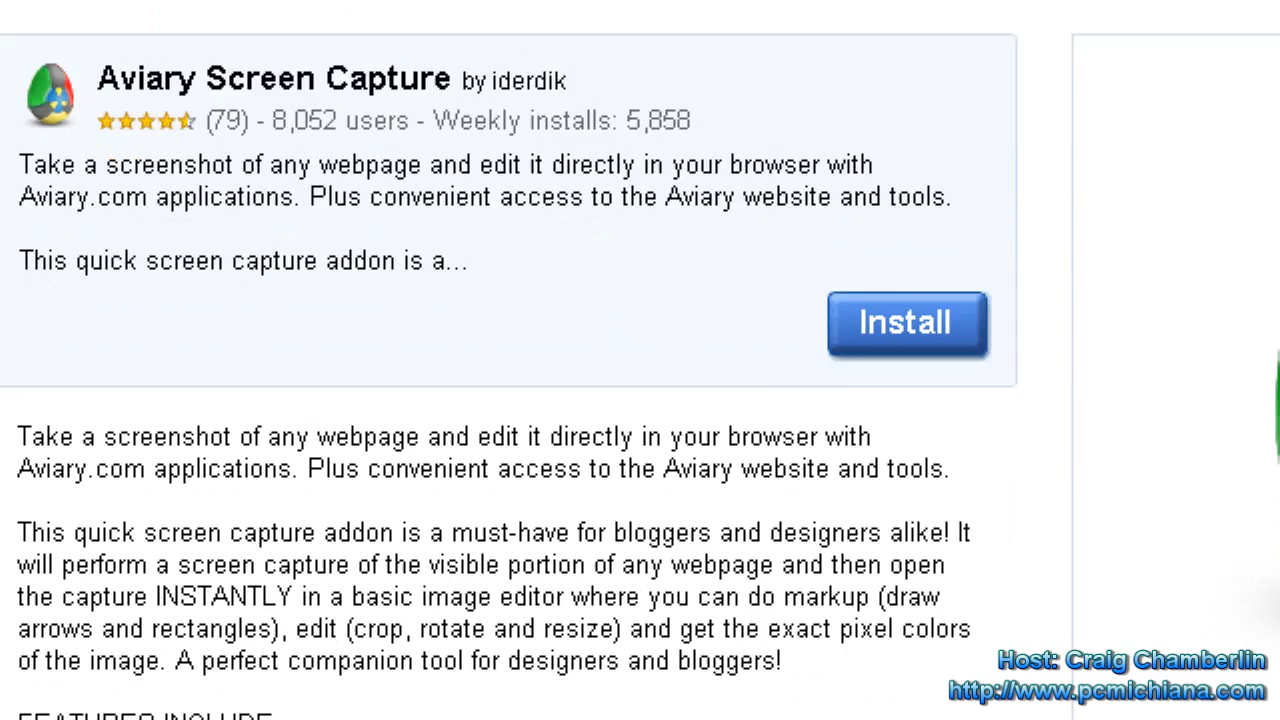 Aviary Screen Capture by iderdik
(79) - 8,052 users - Weekly installs: 5,858
Take a screenshot of any webpage and edit it directly in your browser with
Aviary.com applications. Plus convenient access to the Aviary website and tools.
This quick screen capture addon is a...
Install
Take a screenshot of any webpage and edit it directly in your browser with
Aviary.com applications. Plus convenient access to the Aviary website and tools.
This quick screen capture addon is a must-have for bloggers and designers alike! It
will perform a screen capture of the visible portion of any webpage and then open
the capture INSTANTLY in a basic image editor where you can do markup (draw
arrows and rectangles), edit (crop, rotate and resize) and get the exact pixel colors
of the image. A perfect companion tool for designers and bloggers!
FEATURES INCLUDE
Host: Craig Chamberlin
http://www.pcmichiana.com